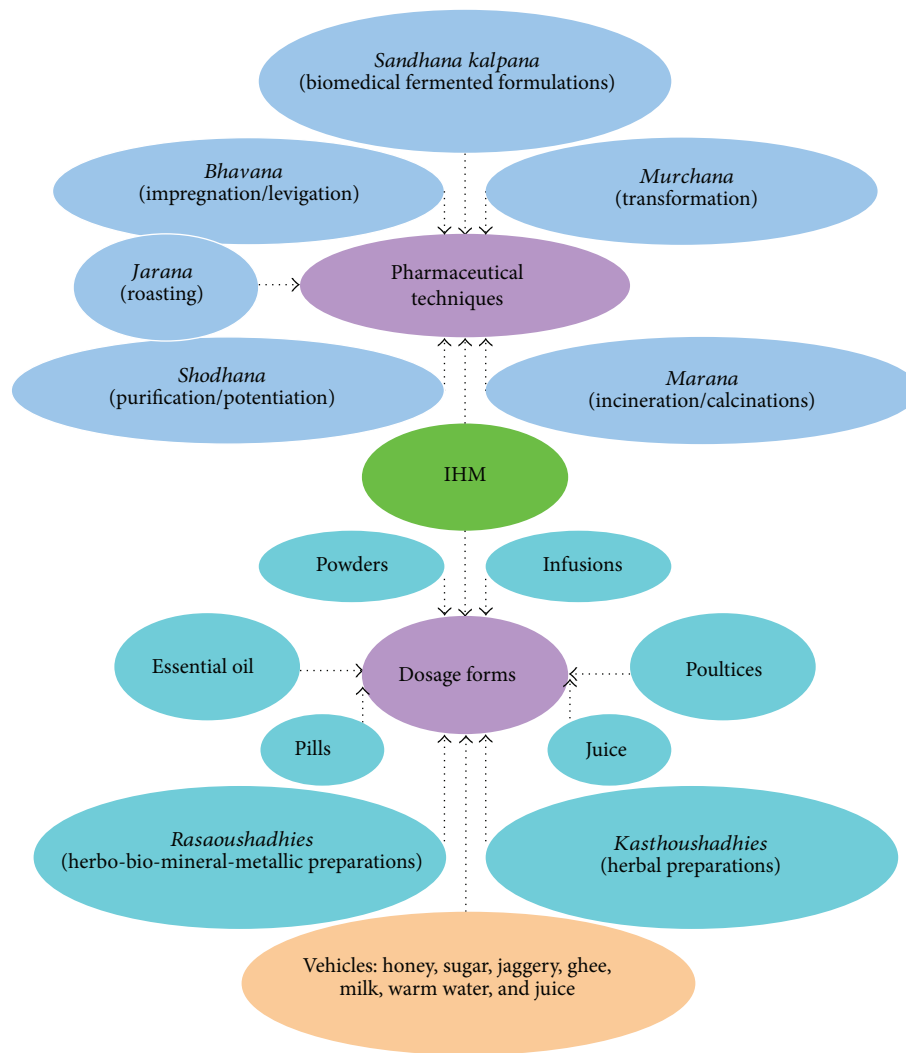 Sandhana kalpana
(biomedical fermented formulations)
Bhavana
(impregnation/levigation)
Murchana
(transformation)
Jarana
(roasting)
Pharmaceutical
techniques
Shodhana
(purification/potentiation)
Marana
(incineration/calcinations)
IHM
Powders
Infusions
Essential oil
Dosage forms
Poultices
Pills
Juice
Rasaoushadhies
(herbo-bio-mineral-metallic preparations)
Kasthoushadhies
(herbal preparations)
Vehicles: honey, sugar, jaggery, ghee,
milk, warm water, and juice